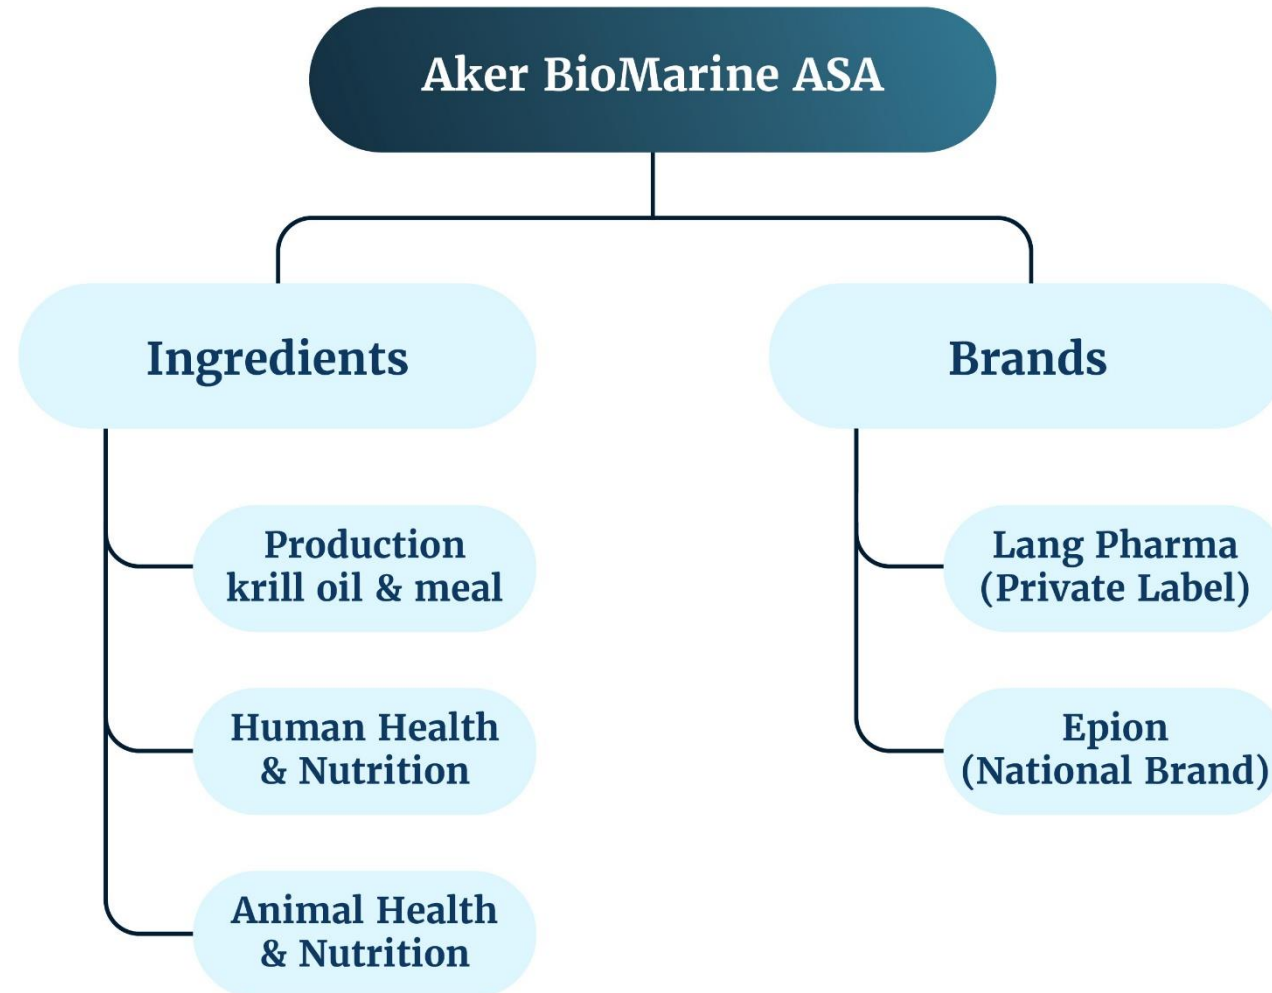 Aker BioMarine ASA
Ingredients
Production
krill oil & meal
Human Health
& Nutrition
Animal Health
& Nutrition
Brands
Lang Pharma
(Private Label)
Epion
(National Brand)